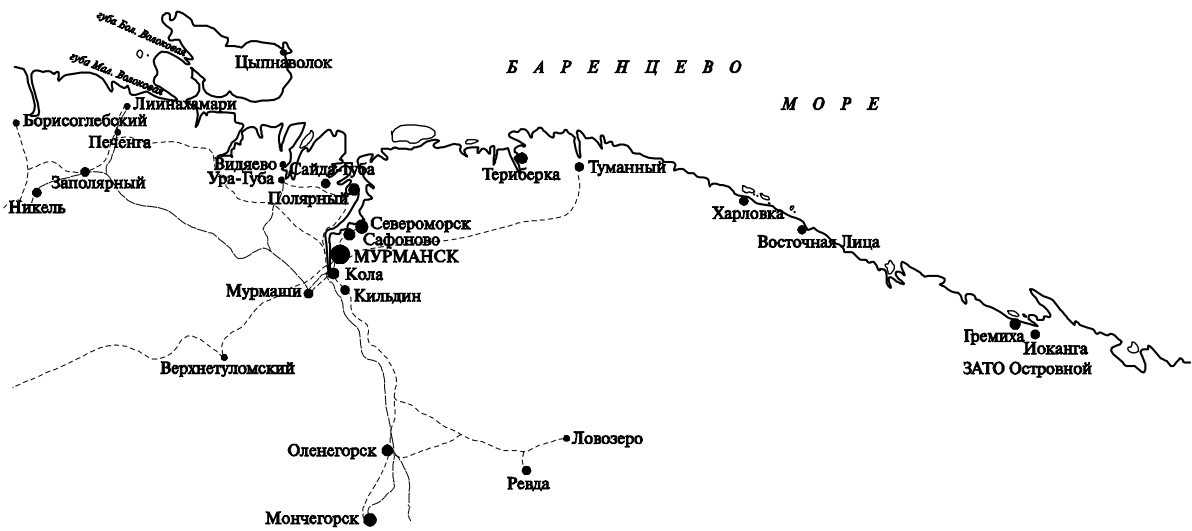 губа Бол. Волоковая
Цыпнаволок
БАРЕНЦЕВО
МОРЕ
губа Мал. Волоковая
Лиинахамари
Борисоглебский
Печенга
Заполярный
Никель
Видяево
Ура-Губа
Сайда-Губа
Полярный
Териберка
Туманный
Североморск
Сафоново
МУРМАНСК
Кола
Мурмаши
Кильдин
Харловка
Восточная Лица
Гремиха
Иоканга
ЗАТО Островной
Верхнетуломский
Оленегорск
Ловозеро
Ревда
Мончегорск